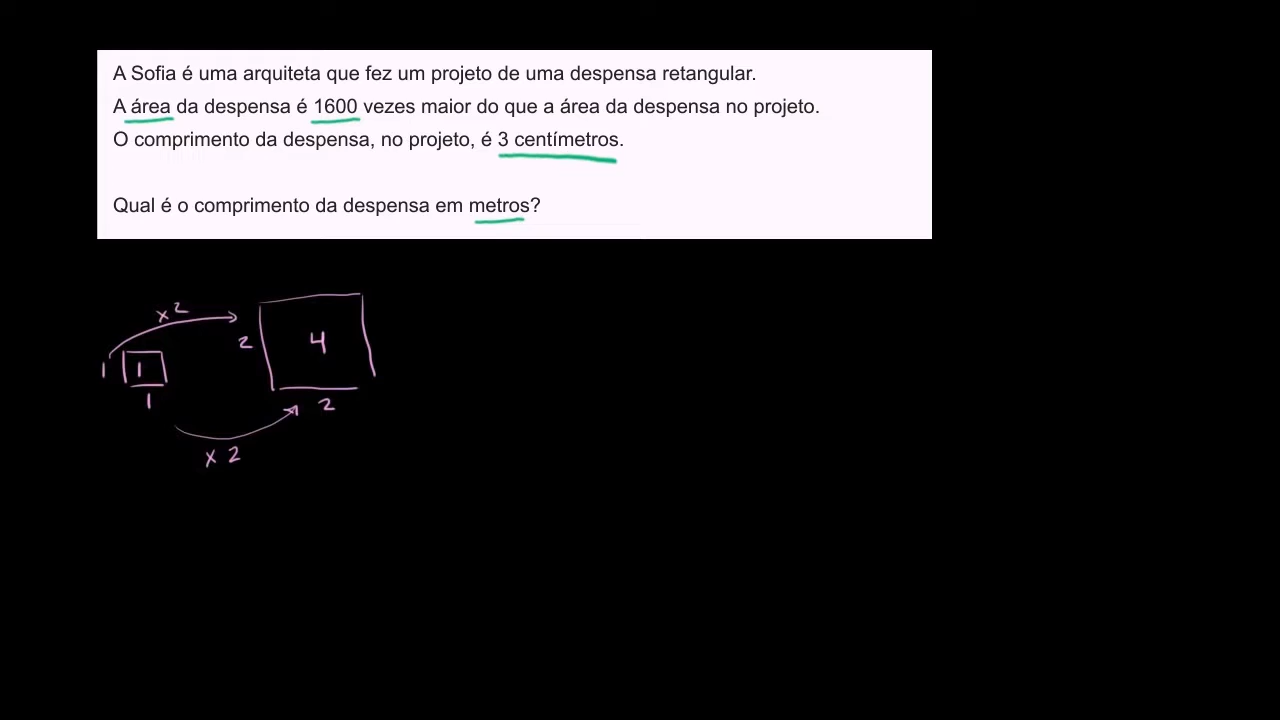 A Sofia é uma arquiteta que fez um projeto de uma despensa retangular.
A área da despensa é 1600 vezes maior do que a área da despensa no projeto.
O comprimento da despensa, no projeto, é 3 centímetros.
Qual é o comprimento da despensa em metros?
x 2
2 4
1 1
1 2
x 2